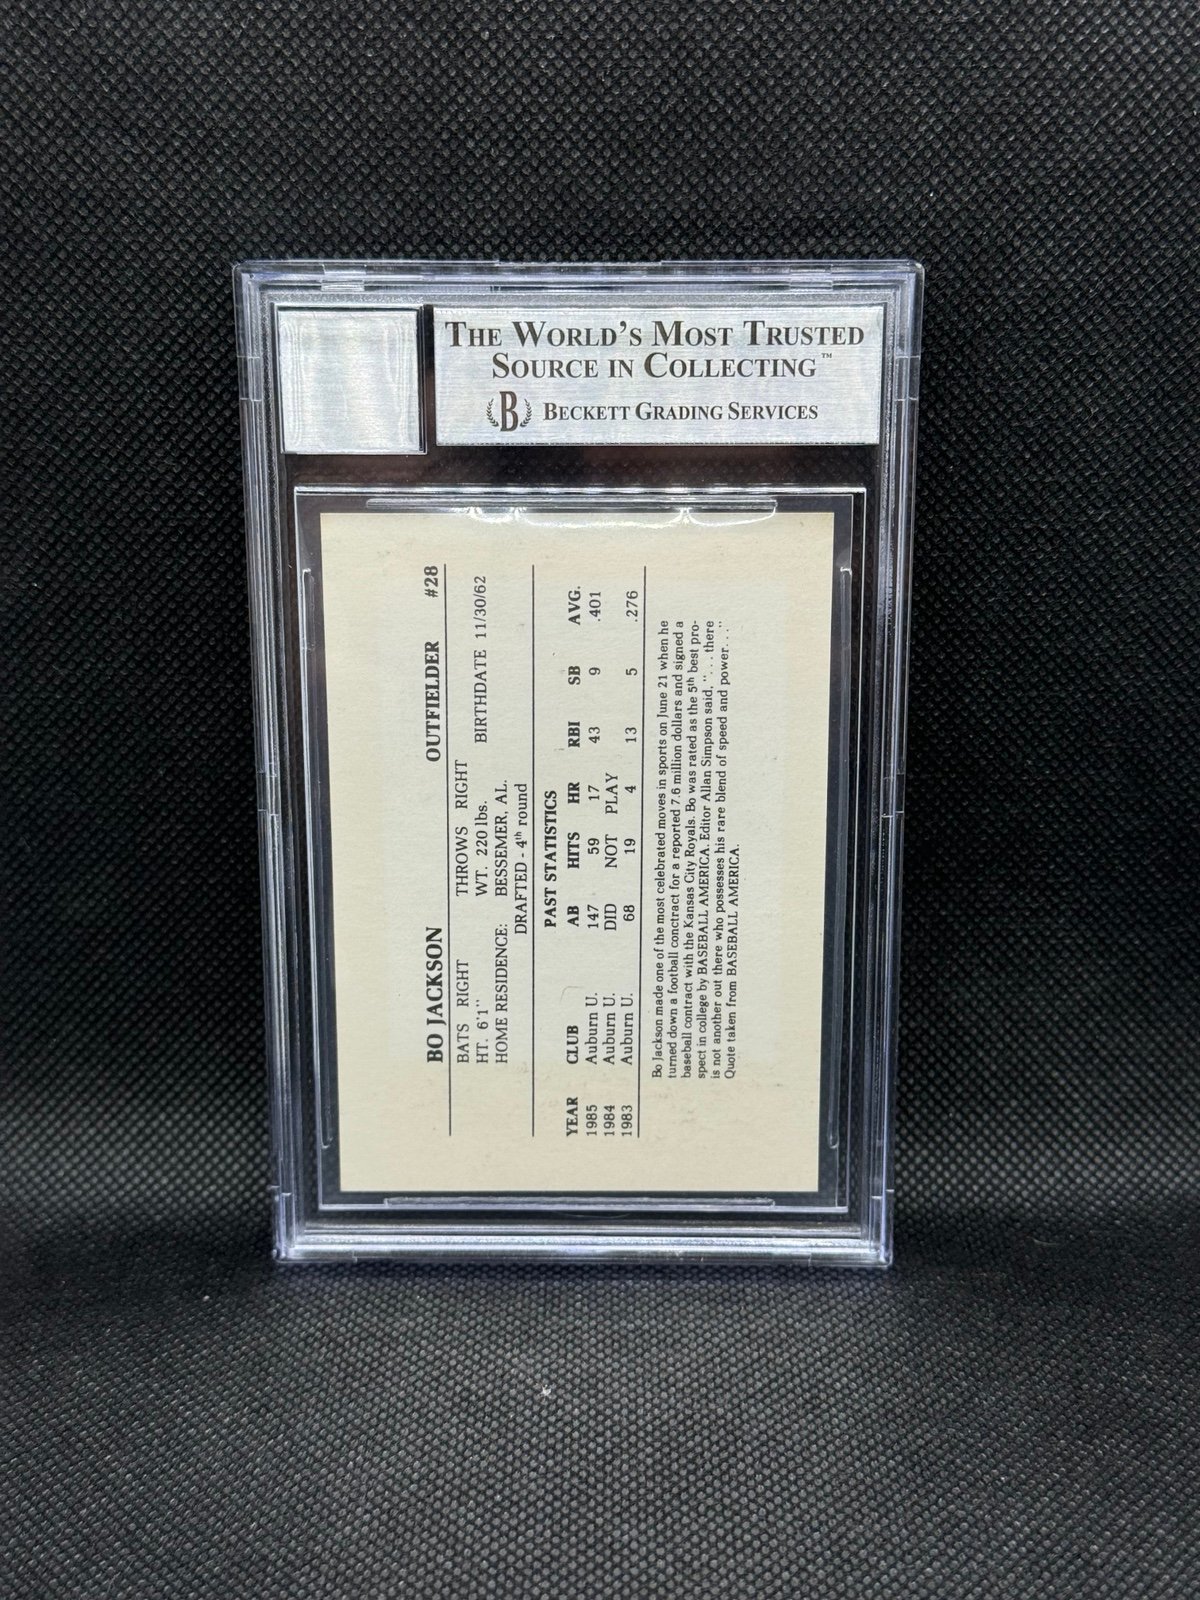 THE WORLD'S MOST TRUSTED
SOURCE IN COLLECTING™
B BECKETT GRADING SERVICES
BO JACKSON OUTFIELDER #28
BATS RIGHT THROWS RIGHT
HT. 6'1" WT. 220 lbs. BIRTHDATE 11/30/62
HOME RESIDENCE: BESSEMER, AL.
DRAFTED - 4th round
PAST STATISTICS
YEAR CLUB AB HITS HR RBI SB AVG.
1985 Auburn U. 147 59 17 43 9 .401
1984 Auburn U. DID NOT PLAY
1983 Auburn U. 68 19 4 13 5 .276
Bo Jackson made one of the most celebrated moves in sports on June 21 when he
turned down a football conctract for a reported 7.6 million dollars and signed a
baseball contract with the Kansas City Royals. Bo was rated as the 5th best pro-
spect in college by BASEBALL AMERICA. Editor Allan Simpson said, "... there
is not another out there who possesses his rare blend of speed and power..."
Quote taken from BASEBALL AMERICA.